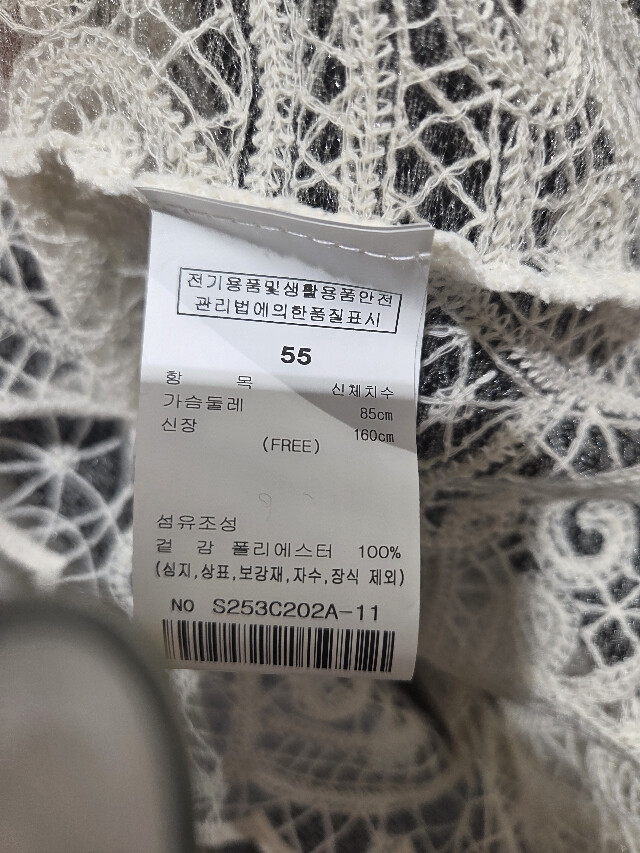 전기용품및생활용품안전
관리법에의한품질표시
55
항 목 신체치수
가슴둘레 85cm
신장 160cm
(FREE)
섬유조성
겉 감 폴리에스터 100%
(심지,상표,보강재,자수,장식 제외)
NO S253C202A-11